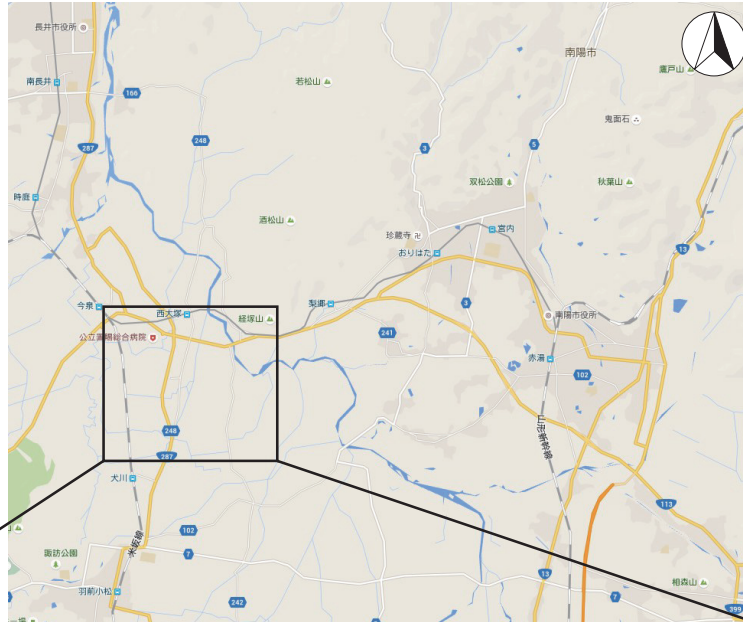 長井市役所
南陽市
若松山
鷹戸山
南長井
166
3
5
鬼面石
248
287
時庭
双松公園
秋葉山
酒松山
珍蔵寺
宮内
おりはた
13
今泉
西大塚
経塚山
梨郷
3
南陽市役所
241
公立置賜総合病院
赤湯
102
山形新幹線
248
287
犬川
113
米坂線
102
7
諏訪公園
13
相森山
羽前小松
242
7
399